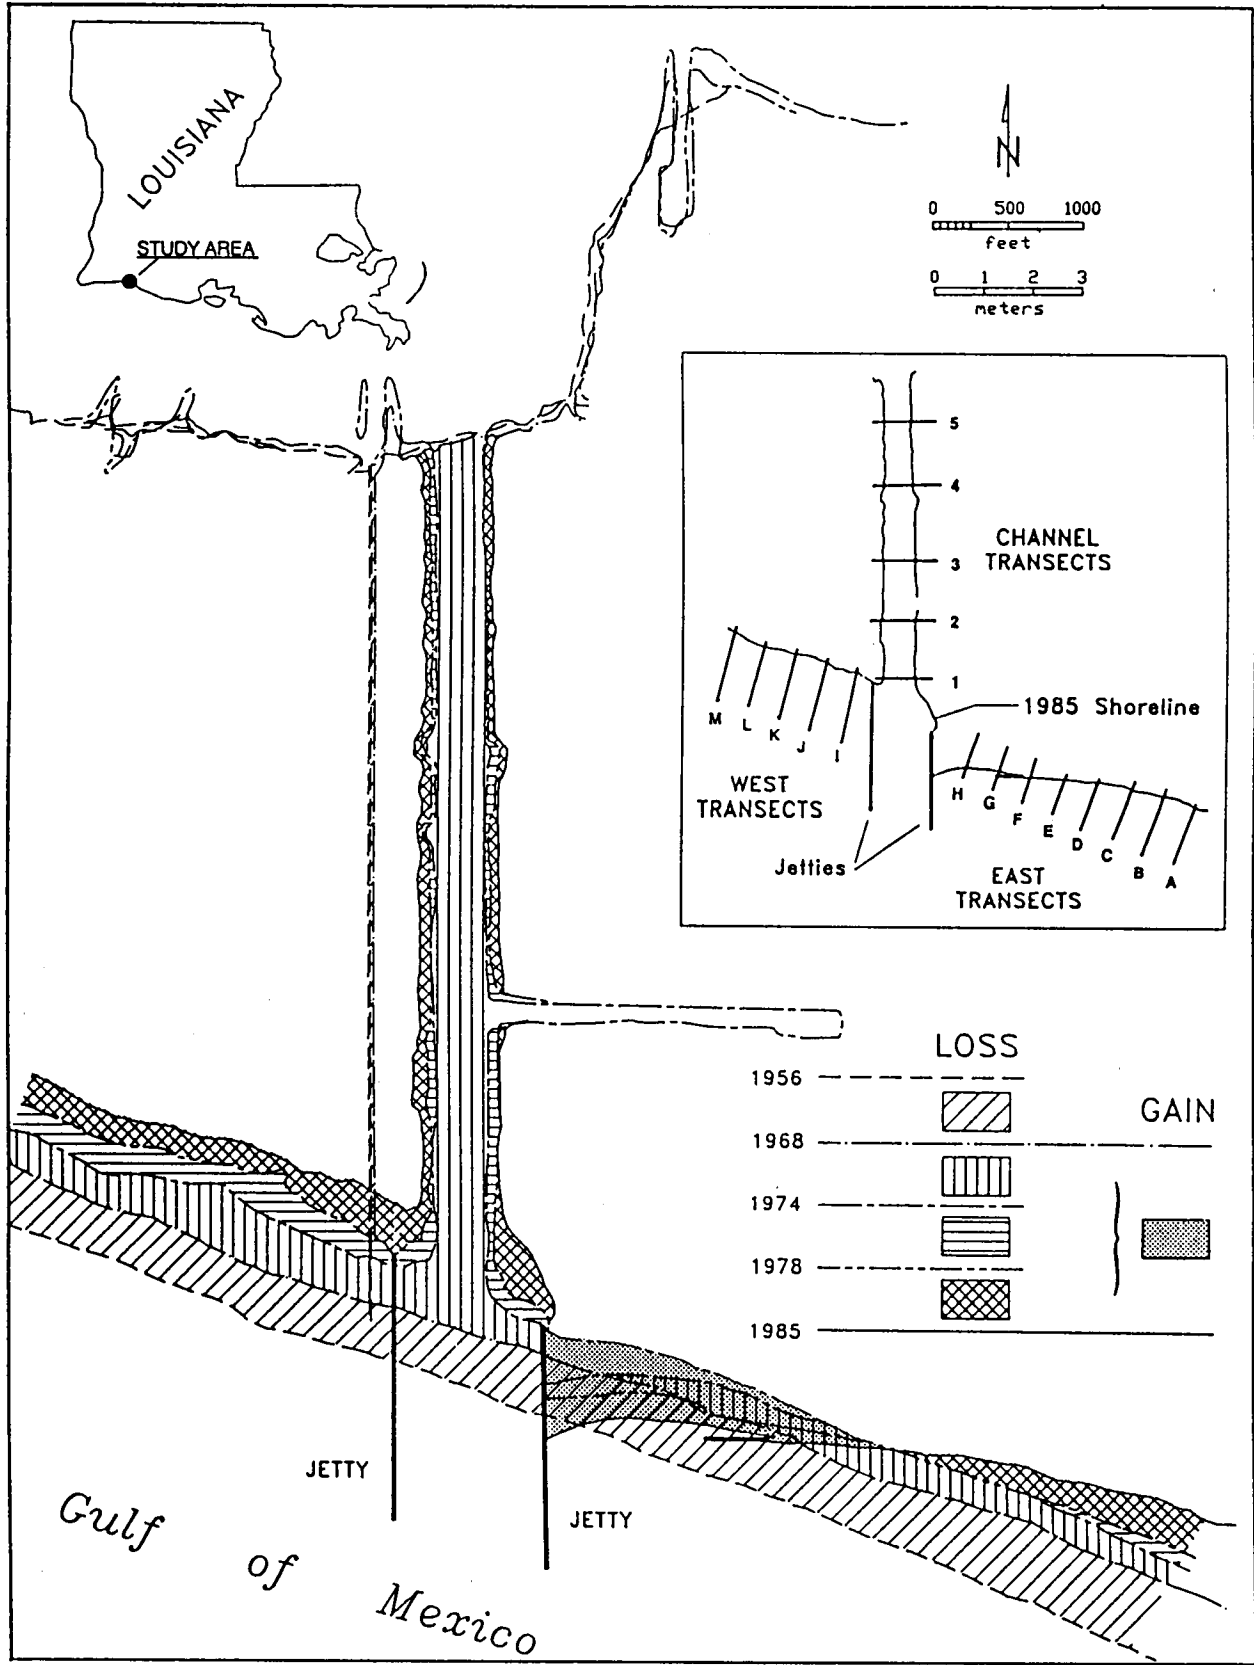 LOUISIANA
STUDY AREA
N
0 500 1000
feet
0 1 2 3
meters
5
4
CHANNEL
TRANSECTS
3
2
1
1985 Shoreline
M
L
K
J
I
WEST
TRANSECTS
H
G
F
E
D
C
B
A
Jetties
EAST
TRANSECTS
LOSS
1956
GAIN
1968
1974
1978
1985
JETTY
JETTY
Gulf
of
Mexico